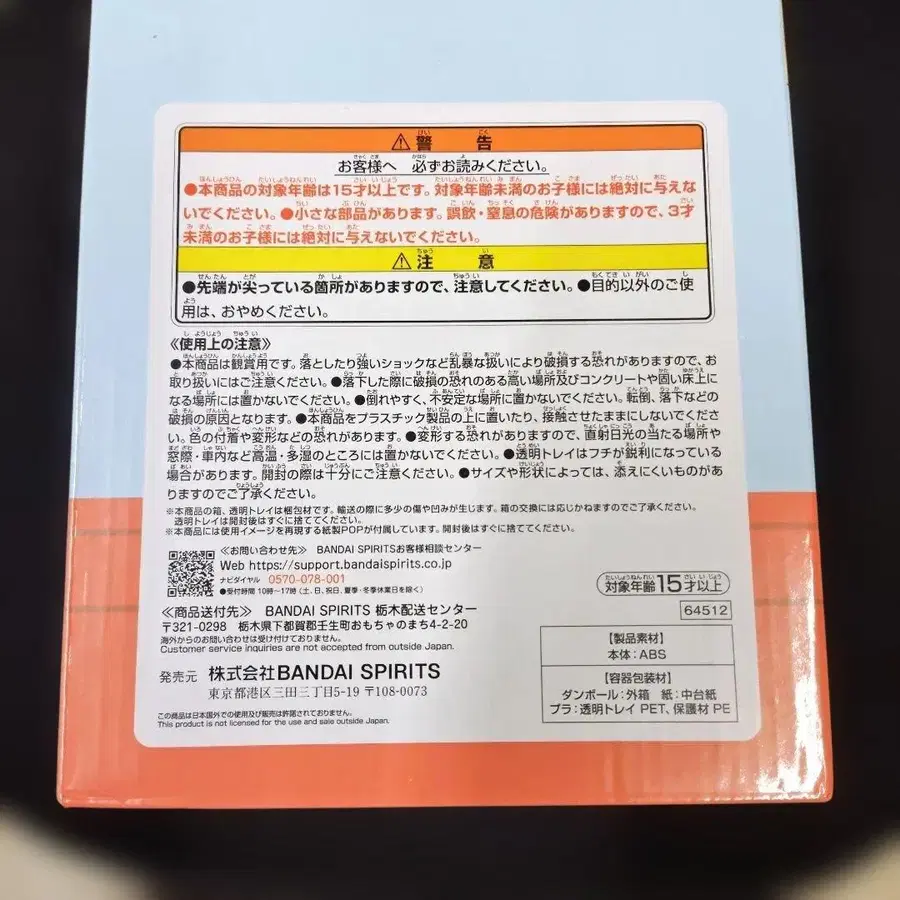 ⚠警告
お客様へ 必ずお読みください。
●本商品の対象年齢は15才以上です。対象年齢未満のお子様には絶対に与えな
いでください。●小さな部品があります。誤飲・窒息の危険がありますので、3才
未満のお子様には絶対に与えないでください。
⚠注意
●先端が尖っている箇所がありますので、注意してください。●目的以外のご使
用は、おやめください。
《使用上の注意》
●本商品は観賞用です。落としたり強いショックなど乱暴な扱いにより破損する恐れがありますので、お
取り扱いにはご注意ください。●落下した際に破損の恐れのある高い場所及びコンクリートや固い床上に
なる場所には置かないでください。●倒れやすく、不安定な場所に置かないでください。転倒、落下などの
破損の原因となります。●本商品をプラスチック製品の上に置いたり、接触させたままにしないでくださ
い。色の付着や変形などの恐れがあります。●変形する恐れがありますので、直射日光の当たる場所や
窓際・車内など高温・多湿のところには置かないでください。●透明トレイはフチが鋭利になっている
場合があります。開封の際は十分にご注意ください。●サイズや形状によっては、添えにくいものがあり
ますのでご了承ください。
※本商品の箱、透明トレイは梱包材です。輸送の際に多少の傷や凹みが生じます。箱の交換には応じかねますのでご了承ください。
透明トレイは開封後はすぐに捨ててください。
※本商品には使用イメージを再現する紙製POPが付属しています。開封後はすぐに捨ててください。
《お問い合わせ先》 BANDAI SPIRITSお客様相談センター
Web https://support.bandaispirits.co.jp
ナビダイヤル 0570-078-001
●受付時間 10時〜17時(土、日、祝日、夏季・冬季休業日を除く)
対象年齢15才以上
64512
《商品送付先》 BANDAI SPIRITS 栃木配送センター
〒321-0298 栃木県下都賀郡壬生町おもちゃのまち4-2-20
海外からのお問い合わせは受け付けておりません。
Customer service inquiries are not accepted from outside Japan.
発売元 株式会社BANDAI SPIRITS
東京都港区三田三丁目5-19 〒108-0073
この商品は日本国外での使用及び販売は許諾されておりません。
This product is not licensed for the use and sale outside Japan.
【製品素材】
本体:ABS
【容器包装材】
ダンボール:外箱 紙:中台紙
プラ:透明トレイ PET、保護材 PE